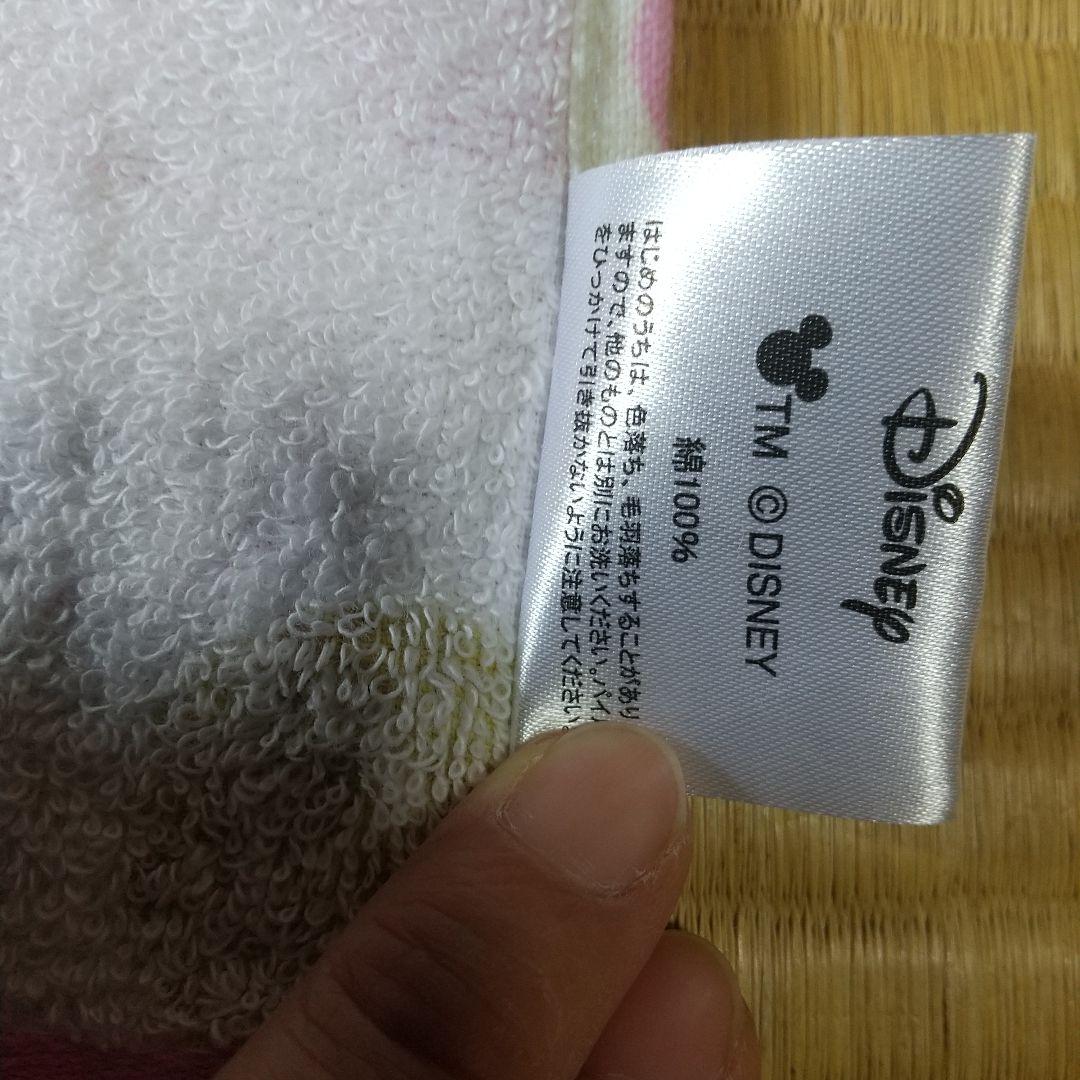 Disney
TM ©DISNEY
綿100%
はじめのうちは、色落ち、毛羽落ちすることがあり
ますので、他のものとは別にお洗いください。パイ
をひっかけて引き抜かないように注意してください。